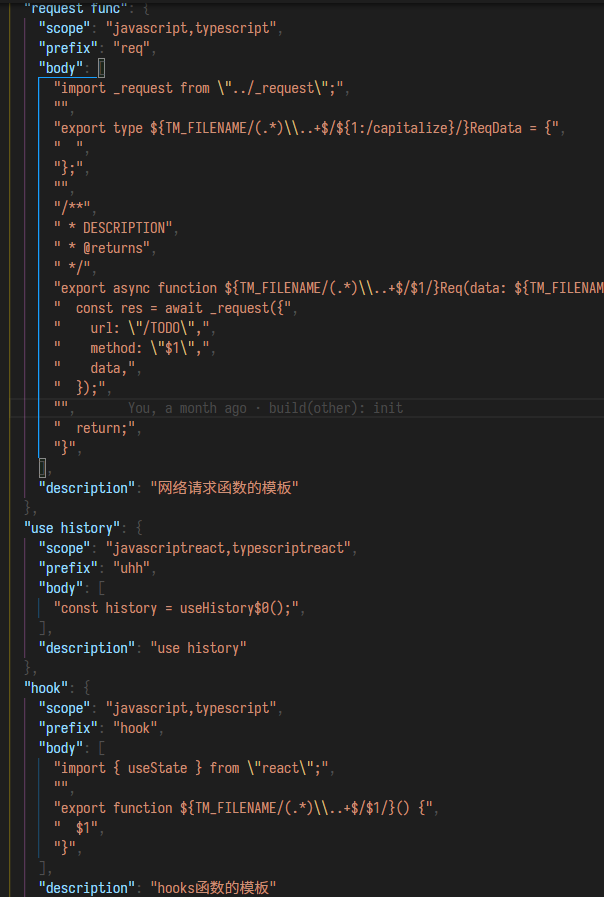 "request func": {
  "scope": "javascript,typescript",
  "prefix": "req",
  "body": [
    "import _request from \"../_request\";",
    "",
    "export type ${TM_FILENAME/(.*)\\..+$/${1:/capitalize}/}ReqData = {",
    "  ",
    "};",
    "",
    "/**",
    " * DESCRIPTION",
    " * @returns",
    " */",
    "export async function ${TM_FILENAME/(.*)\\..+$/$1/}Req(data: ${TM_FILENAM
    "  const res = await _request({",
    "    url: \"/TODO\",",
    "    method: \"$1\",",
    "    data,",
    "  });",
    "",        You, a month ago · build(other): init
    "  return;",
    "}",
  ],
  "description": "网络请求函数的模板"
},
"use history": {
  "scope": "javascriptreact,typescriptreact",
  "prefix": "uhh",
  "body": [
    "const history = useHistory$0();",
  ],
  "description": "use history"
},
"hook": {
  "scope": "javascript,typescript",
  "prefix": "hook",
  "body": [
    "import { useState } from \"react\";",
    "",
    "export function ${TM_FILENAME/(.*)\\..+$/$1/}() {",
    "  $1",
    "}",
  ],
  "description": "hooks函数的模板"